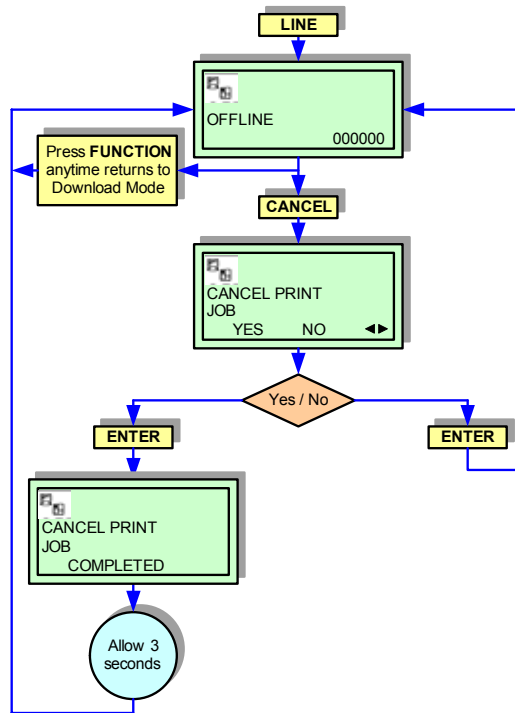 LINE
OFFLINE
000000
Press FUNCTION
anytime returns to
Download Mode
CANCEL
CANCEL PRINT
JOB
YES NO ◄►
Yes / No
ENTER
ENTER
CANCEL PRINT
JOB
COMPLETED
Allow 3
seconds